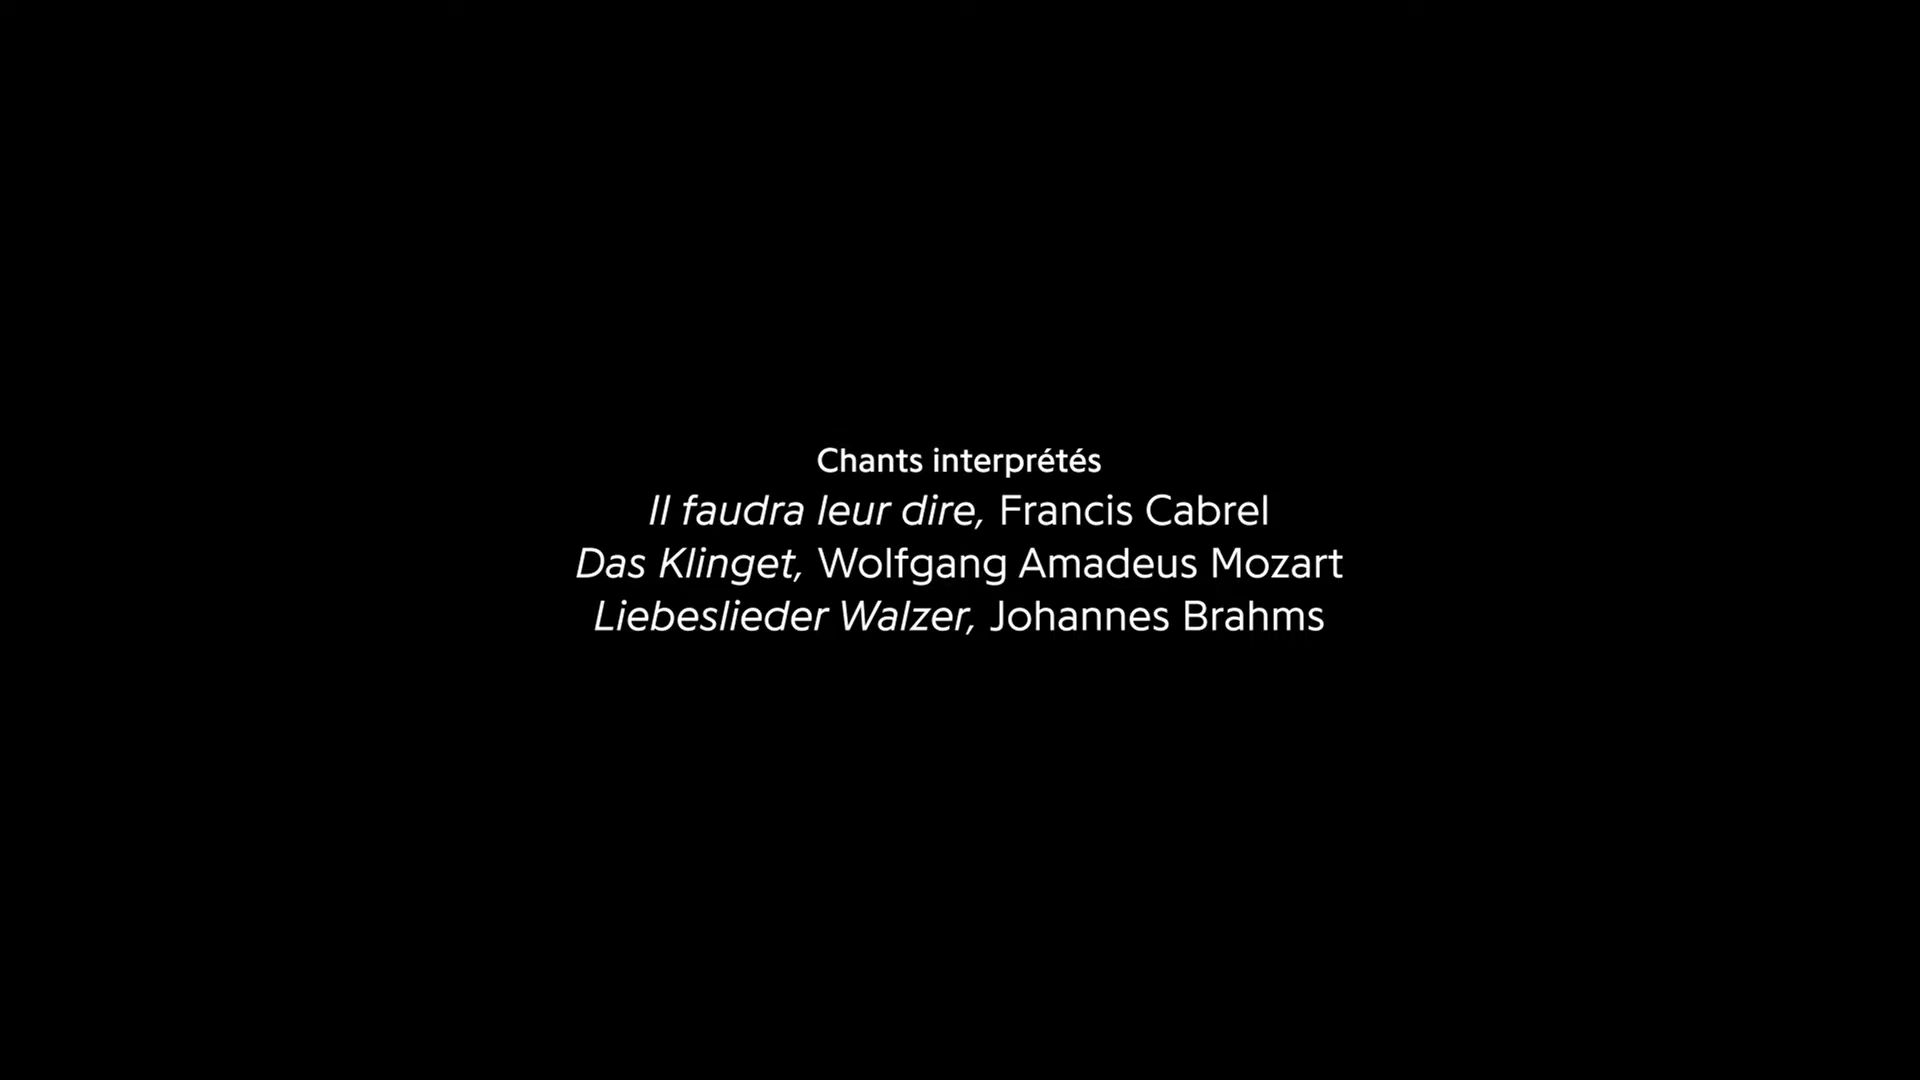 Chants interprétés
Il faudra leur dire, Francis Cabrel
Das Klinget, Wolfgang Amadeus Mozart
Liebeslieder Walzer, Johannes Brahms